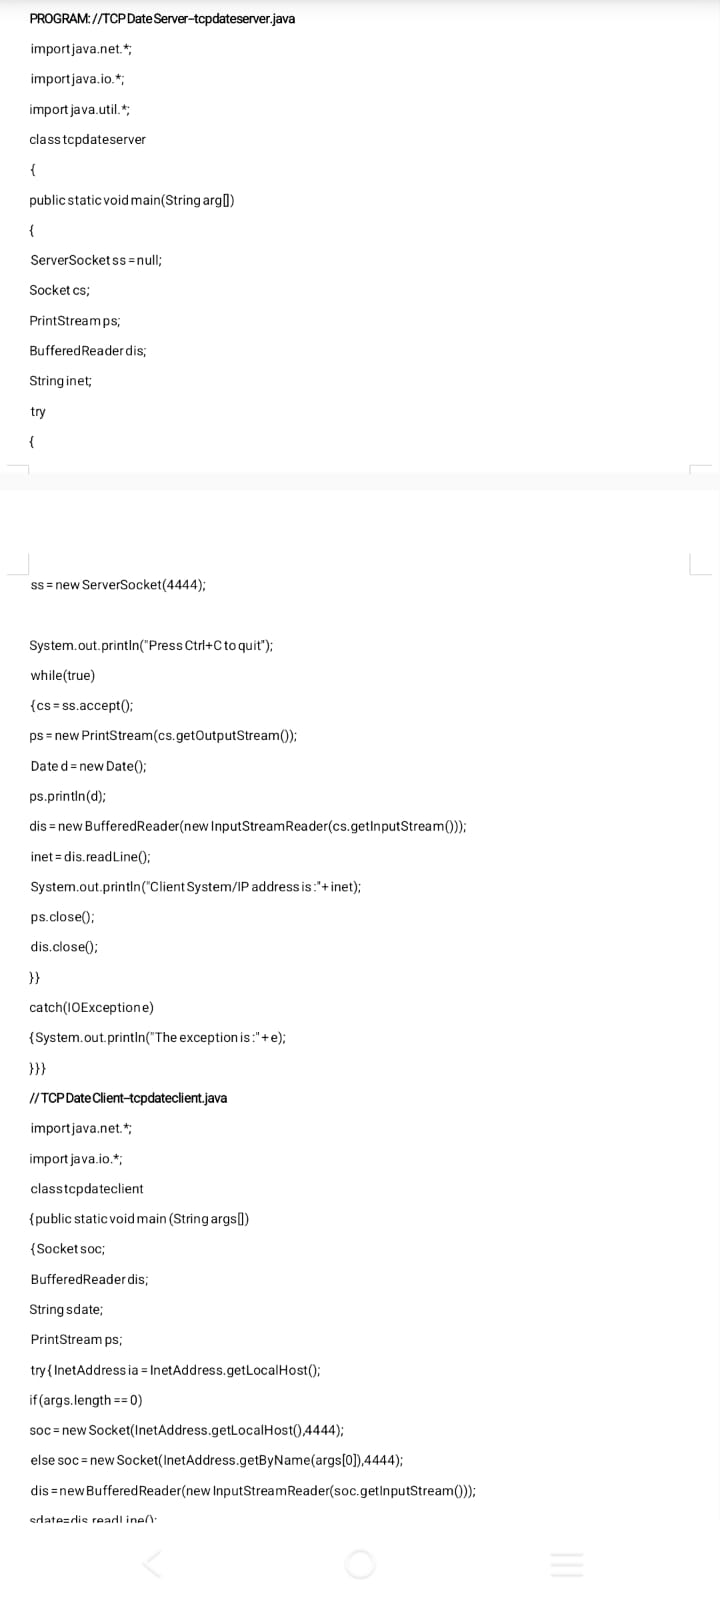 PROGRAM: //TCP Date Server–tcpdateserver.java
import java.net.*;
import java.io.*;
import java.util.*;
class tcpdateserver
{
public static void main(String arg[])
{
ServerSocket ss = null;
Socket cs;
PrintStream ps;
BufferedReader dis;
String inet;
try
{
ss = new ServerSocket(4444);
System.out.println("Press Ctrl+C to quit");
while(true)
{cs = ss.accept();
ps = new PrintStream(cs.getOutputStream());
Date d = new Date();
ps.println(d);
dis = new BufferedReader(new InputStreamReader(cs.getInputStream()));
inet = dis.readLine();
System.out.println("Client System/IP address is :"+ inet);
ps.close();
dis.close();
}}
catch(IOException e)
{System.out.println("The exception is :" + e);
}}}
// TCP Date Client–tcpdateclient.java
import java.net.*;
import java.io.*;
class tcpdateclient
{public static void main (String args[])
{Socket soc;
BufferedReader dis;
String sdate;
PrintStream ps;
try{ InetAddress ia = InetAddress.getLocalHost();
if (args.length == 0)
soc = new Socket(InetAddress.getLocalHost(),4444);
else soc = new Socket(InetAddress.getByName(args[0]),4444);
dis = new BufferedReader(new InputStreamReader(soc.getInputStream()));
sdate=dis.readLine();